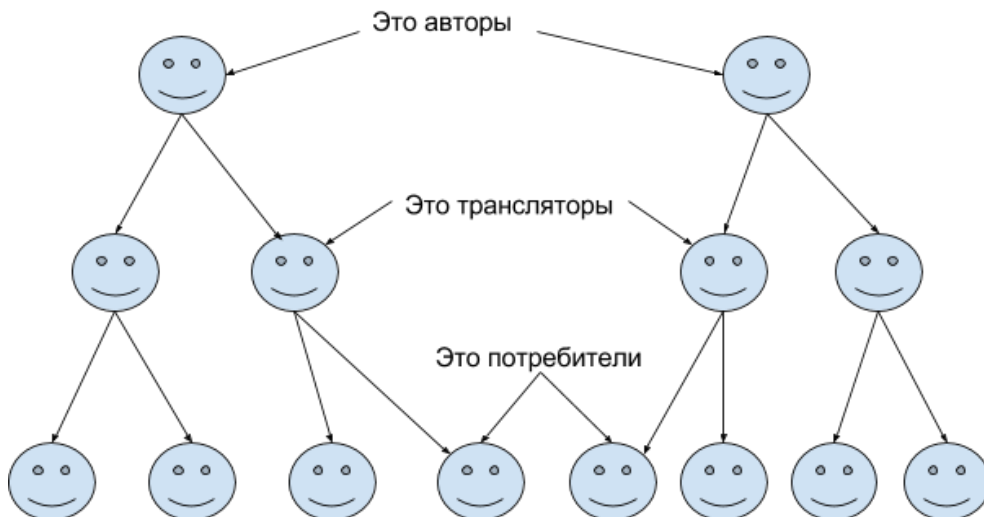 Это авторы
Это трансляторы
Это потребители